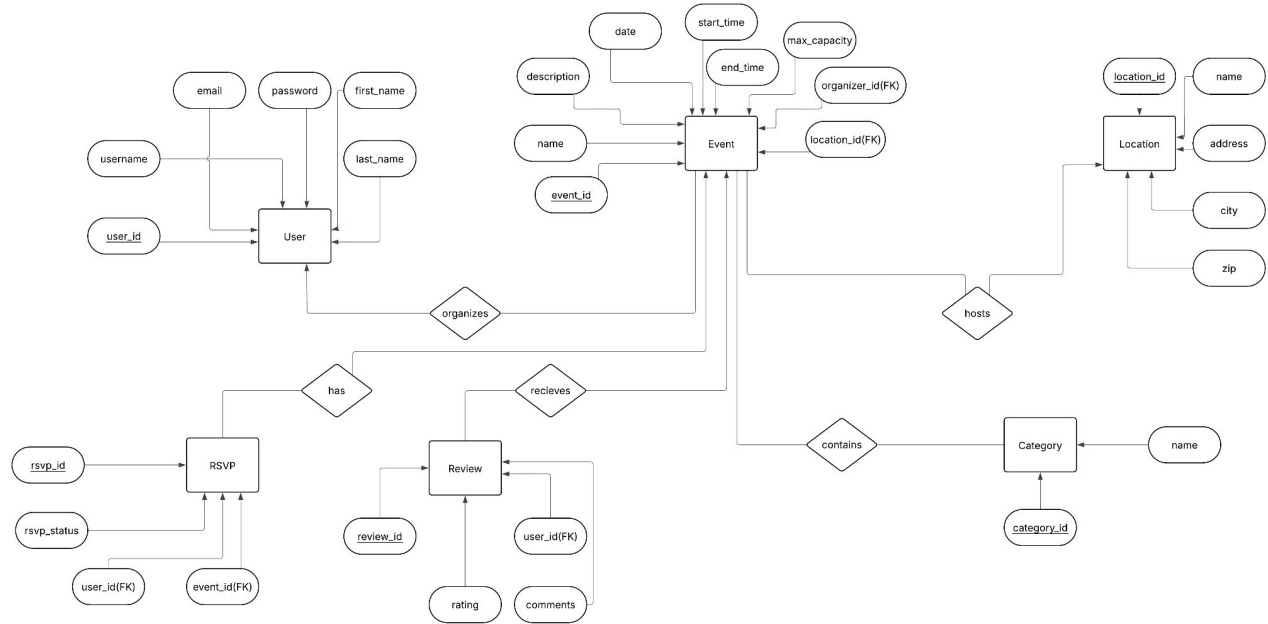 start_time
date
max_capacity
end_time
description
organizer_id(FK)
location_id
name
email
password
first_name
name
Event
location_id(FK)
Location
address
username
last_name
event_id
user_id
User
city
zip
organizes
hosts
has
recieves
contains
Category
name
rsvp_id
RSVP
Review
rsvp_status
review_id
user_id(FK)
category_id
user_id(FK)
event_id(FK)
rating
comments